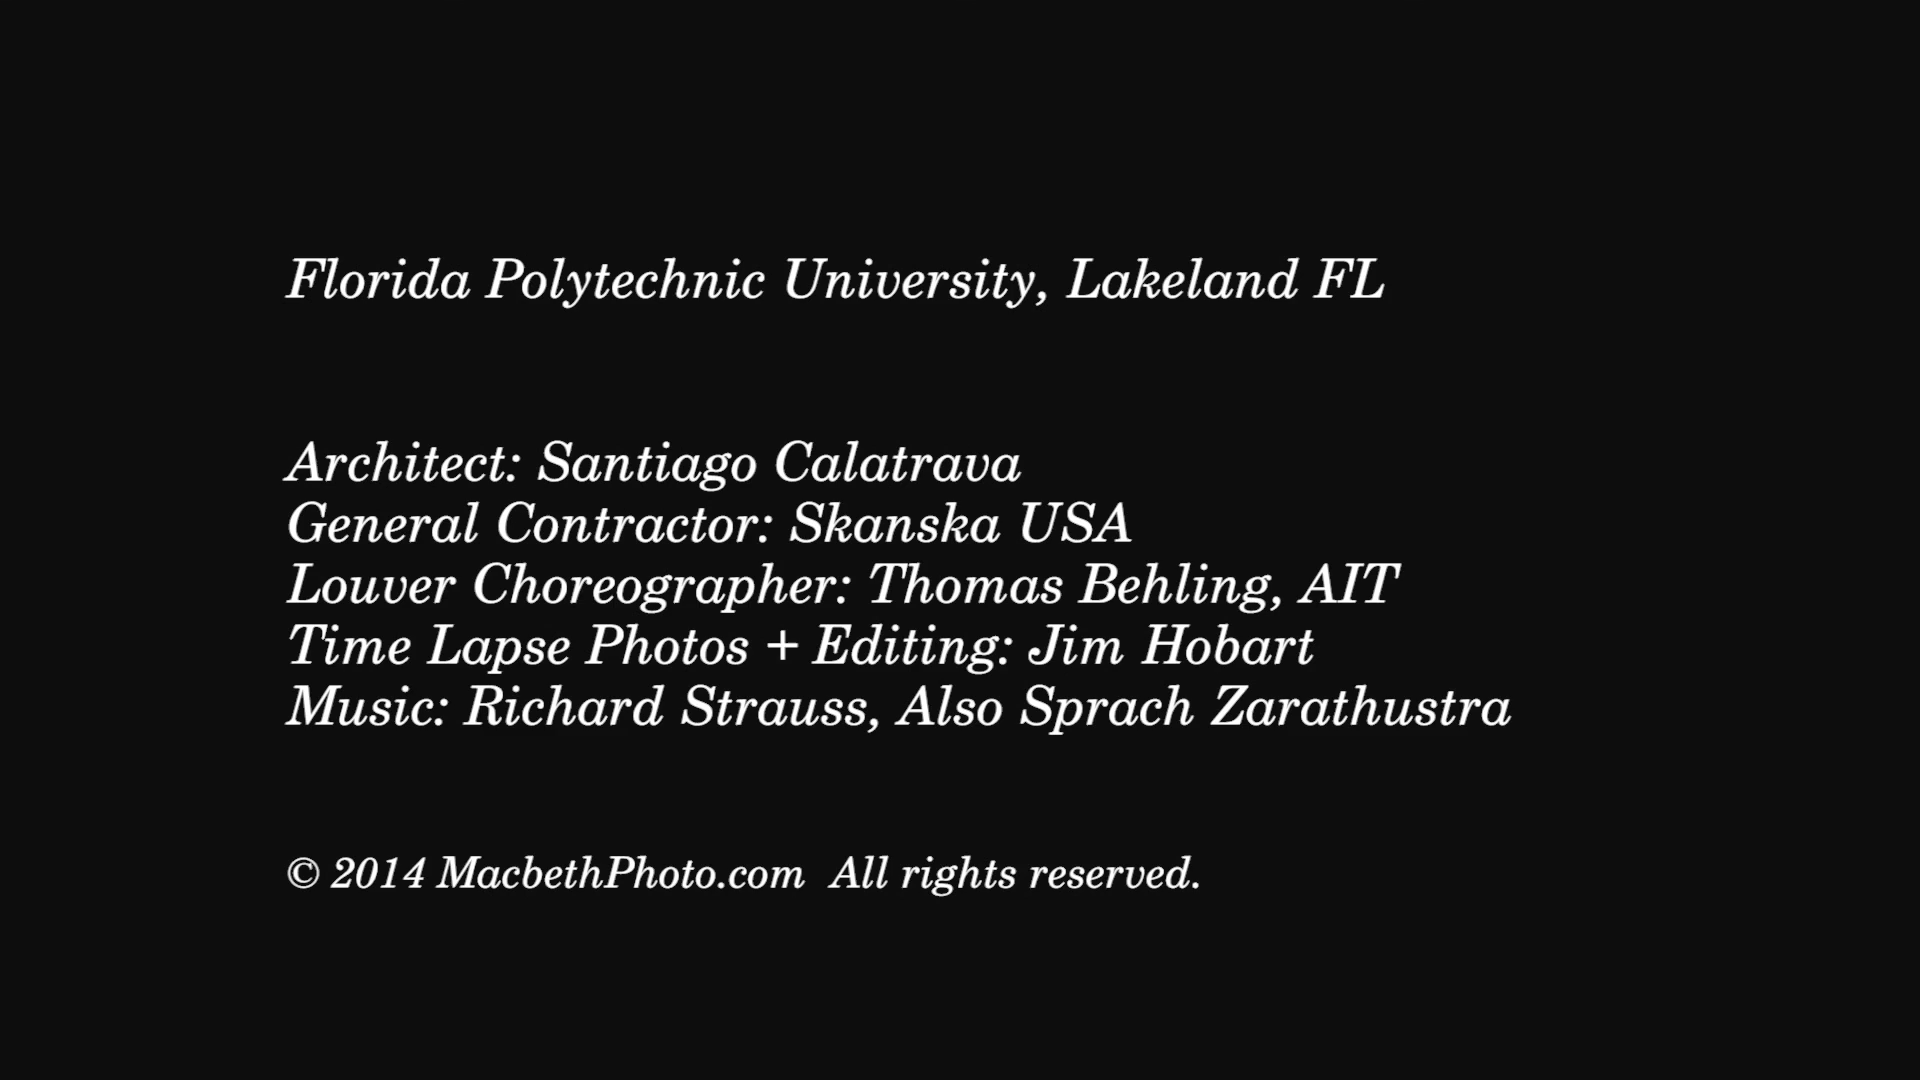 Florida Polytechnic University, Lakeland FL
Architect: Santiago Calatrava
General Contractor: Skanska USA
Louver Choreographer: Thomas Behling, AIT
Time Lapse Photos + Editing: Jim Hobart
Music: Richard Strauss, Also Sprach Zarathustra
© 2014 MacbethPhoto.com  All rights reserved.